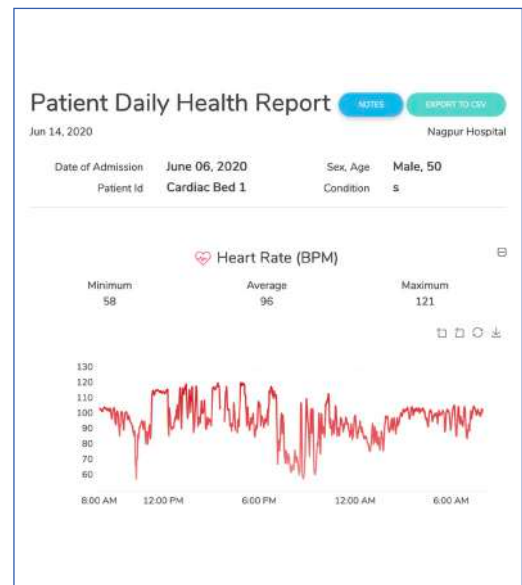 Patient Daily Health Report NOTES EXPORT TO CSV
Jun 14, 2020 Nagpur Hospital
Date of Admission June 06, 2020 Sex, Age Male, 50
Patient Id Cardiac Bed 1 Condition s
Heart Rate (BPM)
Minimum Average Maximum
58 96 121
130
120
110
100
90
80
70
60
8:00 AM 12:00 PM 6:00 PM 12:00 AM 6:00 AM